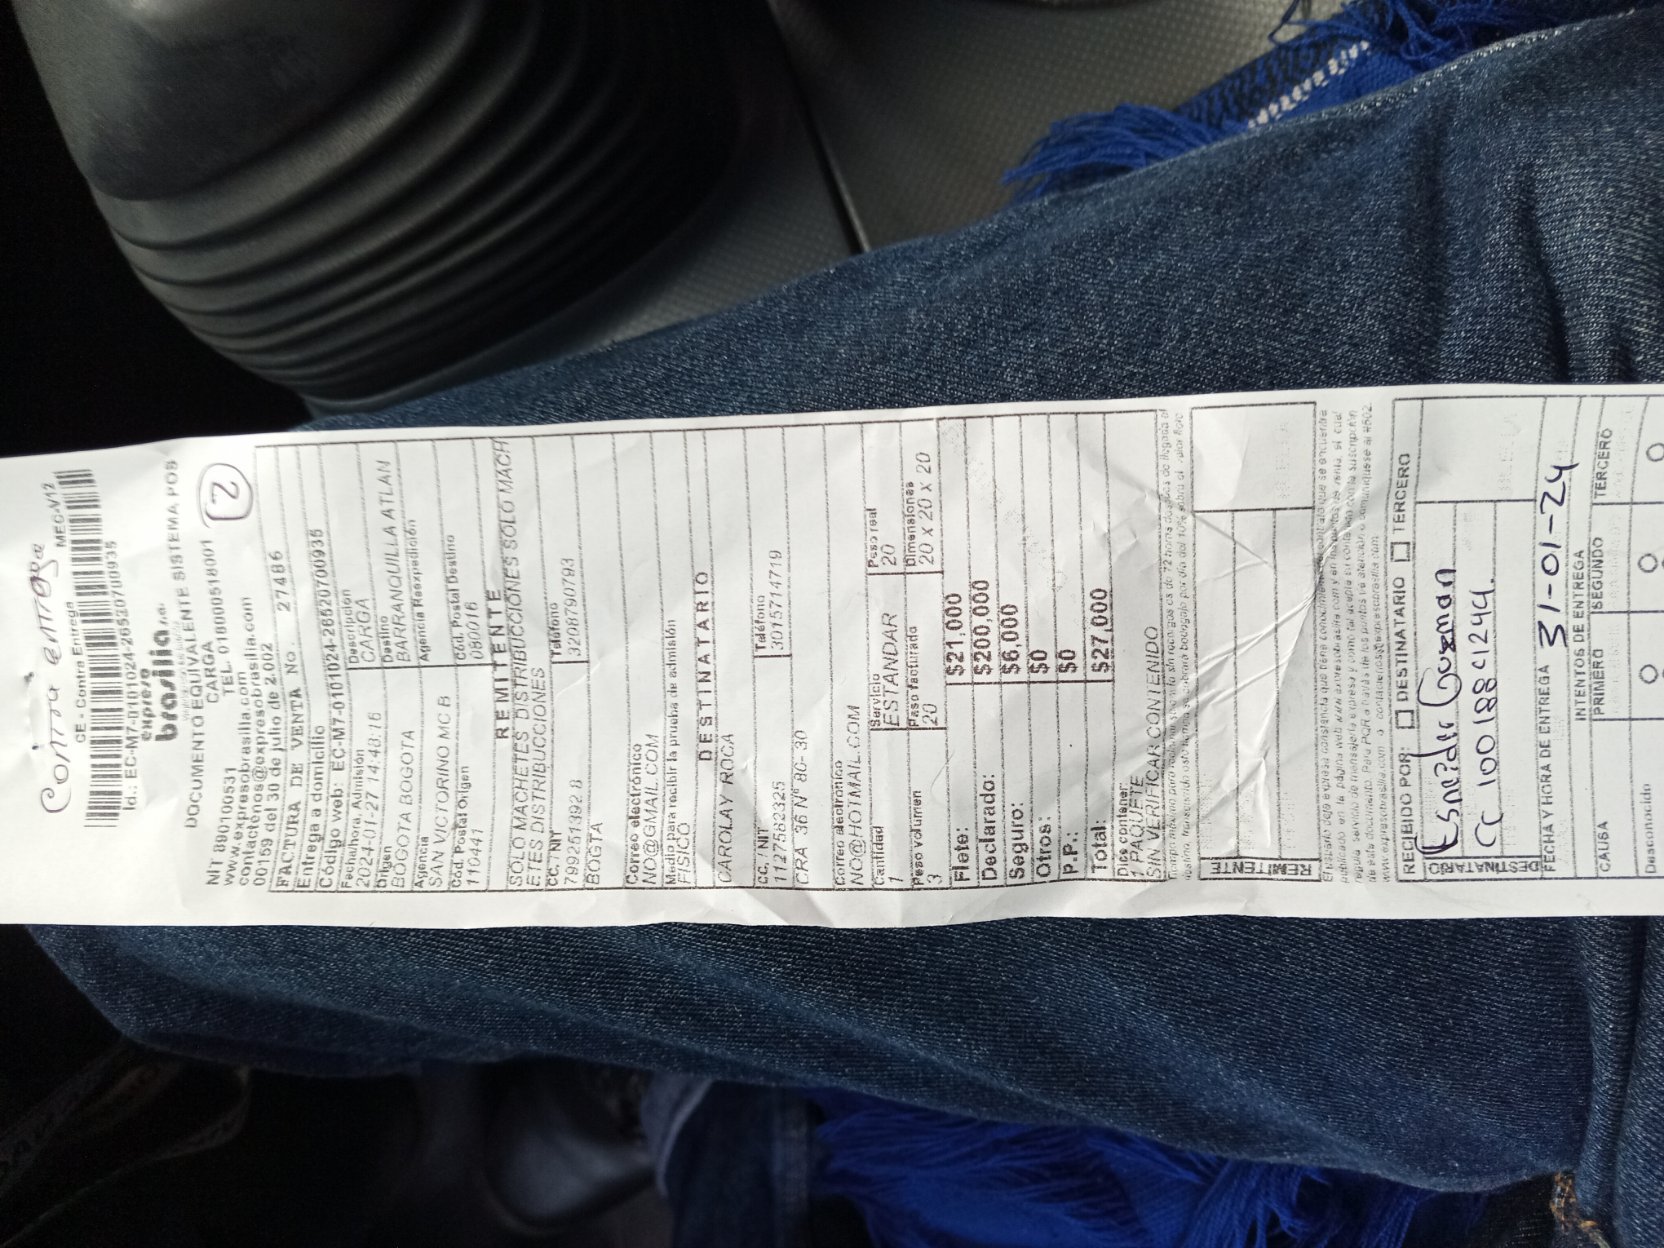 Contra entrega
CE - Contra Entrega MEC-V12
Id.: EC-M7-0101024-26520700935
expreso
brasilia s.a.
DOCUMENTO EQUIVALENTE SISTEMA POS
CARGA
NIT 890100531 TEL. 018000518001
2
www.expresobrasilia.com
contactenos@expresobrasilia.com
00159 del 30 de julio de 2.002
FACTURA DE VENTA No. 27486
Entrega a domicilio
Código web: EC-M7-0101024-26520700935
Fecha/hora, Admisión Descripción
2024-01-27 14:46:16 CARGA
Origen Destino
BOGOTA BOGOTA BARRANQUILLA ATLAN
Agencia Agencia Reexpedición
SAN VICTORINO MC B
Cód. Postal Origen Cód. Postal Destino
110441 080016
REMITENTE
SOLO MACHETES DISTRIBUCCIONES SOLO MACH
ETES DISTRIBUCCIONES
CC. / NIT Teléfono
79925139 2 8 3208790793
BOGTA
Correo electrónico
NO@GMAIL.COM
Medio para recibir la prueba de admisión
FISICO
DESTINATARIO
CAROLAY ROCA
CC. / NIT Teléfono
1127562325 3015714719
CRA 36 N° 80- 30
Correo electrónico
NO@HOTMAIL.COM
Cantidad Servicio Peso real
1 ESTANDAR 20
Peso volumen Peso facturado Dimensiones
3 20 20 x 20 x 20
Flete: $21,000
Declarado: $200,000
Seguro: $6,000
Otros: $0
P.P.: $0
Total: $27,000
Dice contener:
1 PAQUETE
SIN VERIFICAR CONTENIDO
REMITENTE
RECIBIDO POR: DESTINATARIO TERCERO
DESTINATARIO
Esneider Guzman
CC 1001884244.
FECHA Y HORA DE ENTREGA 31-01-24
INTENTOS DE ENTREGA
CAUSA PRIMERO SEGUNDO TERCERO
Desconocido